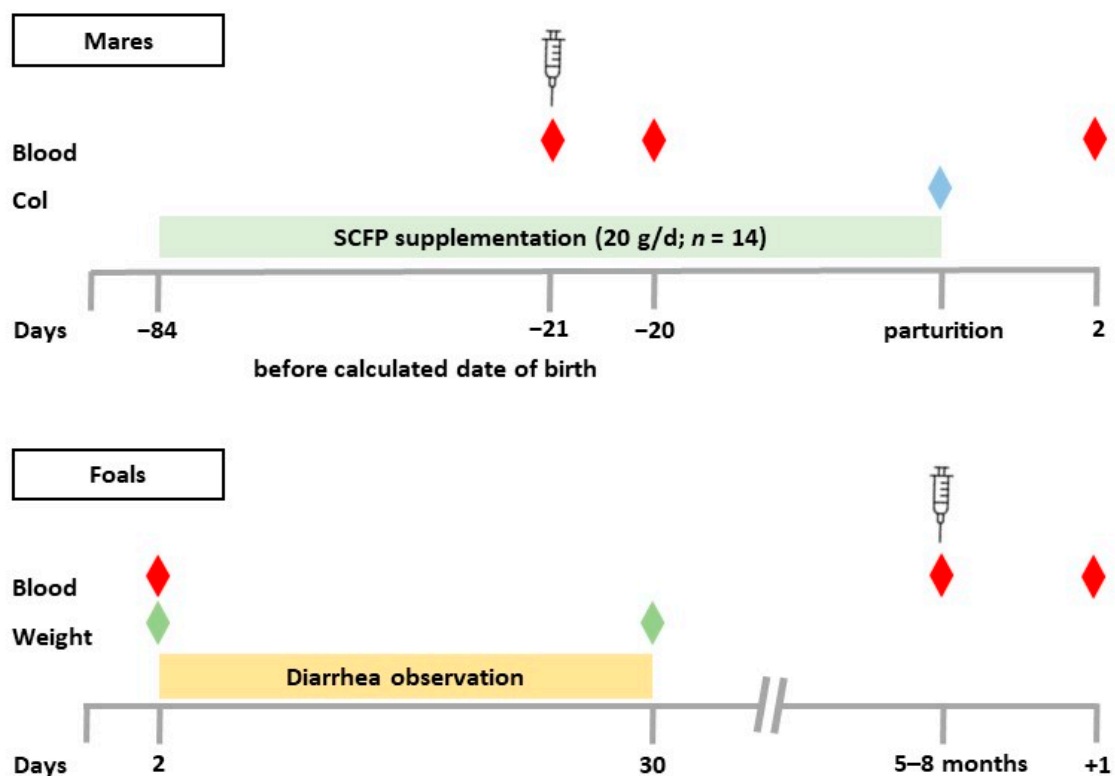 Mares
Blood
Col
SCFP supplementation (20 g/d; n = 14)
Days −84 −21 −20 parturition 2
before calculated date of birth
Foals
Blood
Weight
Diarrhea observation
Days 2 30 5–8 months +1